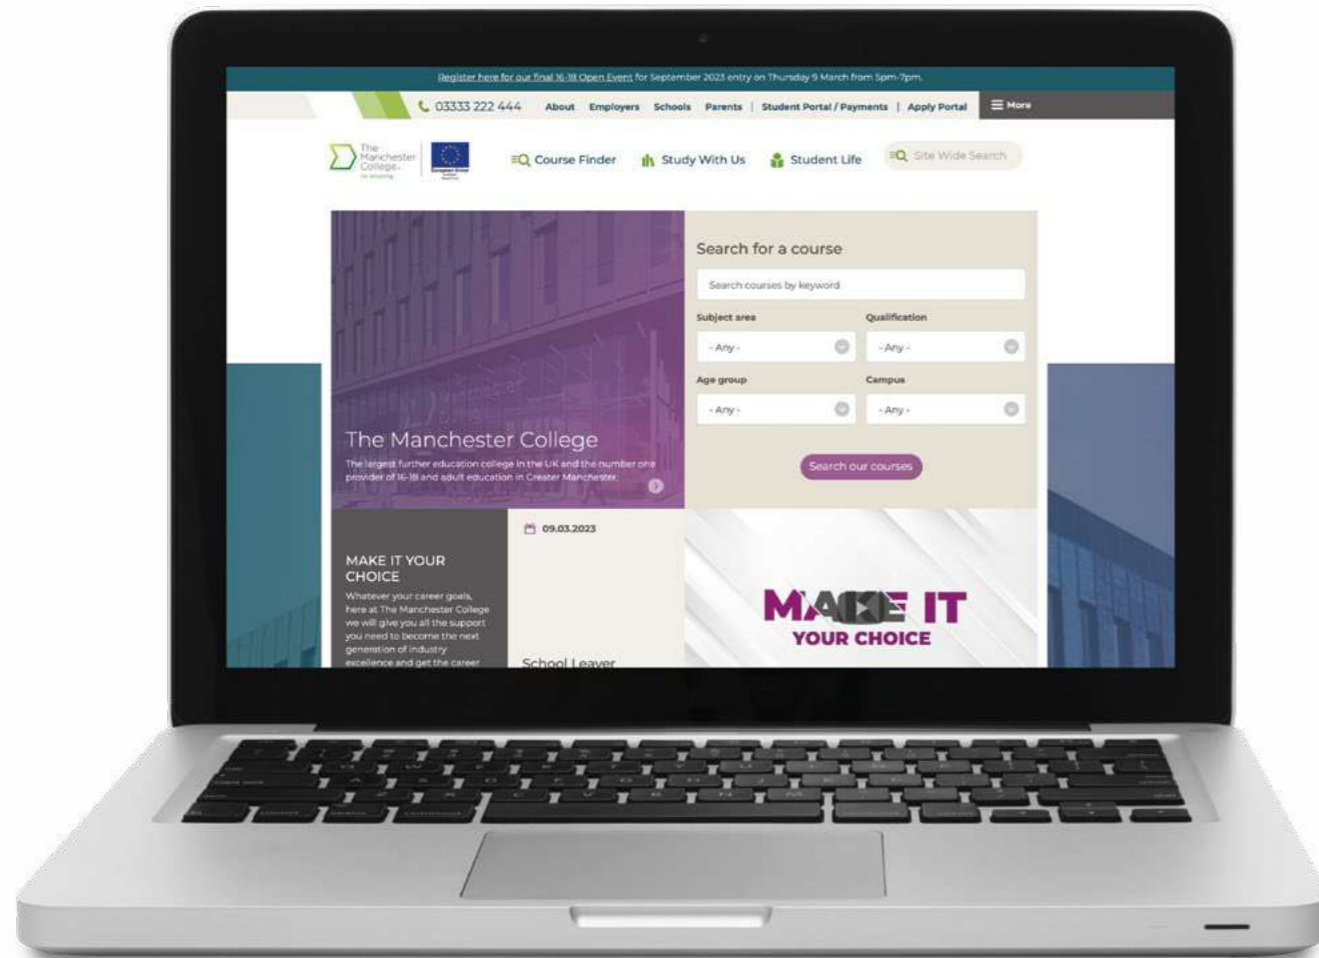 Register here for our final 16-18 Open Event for September 2023 entry on Thursday 9 March from 5pm-7pm.
03333 222 444 About Employers Schools Parents | Student Portal / Payments | Apply Portal More
The
Manchester
College
be amazing
European Union
Course Finder Study With Us Student Life Site Wide Search
Search for a course
Search courses by keyword
Subject area Qualification
- Any - - Any -
Age group Campus
- Any - - Any -
Search our courses
The Manchester College
The largest further education college in the UK and the number one
provider of 16-18 and adult education in Greater Manchester.
09.03.2023
MAKE IT YOUR
CHOICE
Whatever your career goals,
here at The Manchester College
we will give you all the support
you need to become the next
generation of industry
excellence and get the career
School Leaver
MAKE IT
YOUR CHOICE